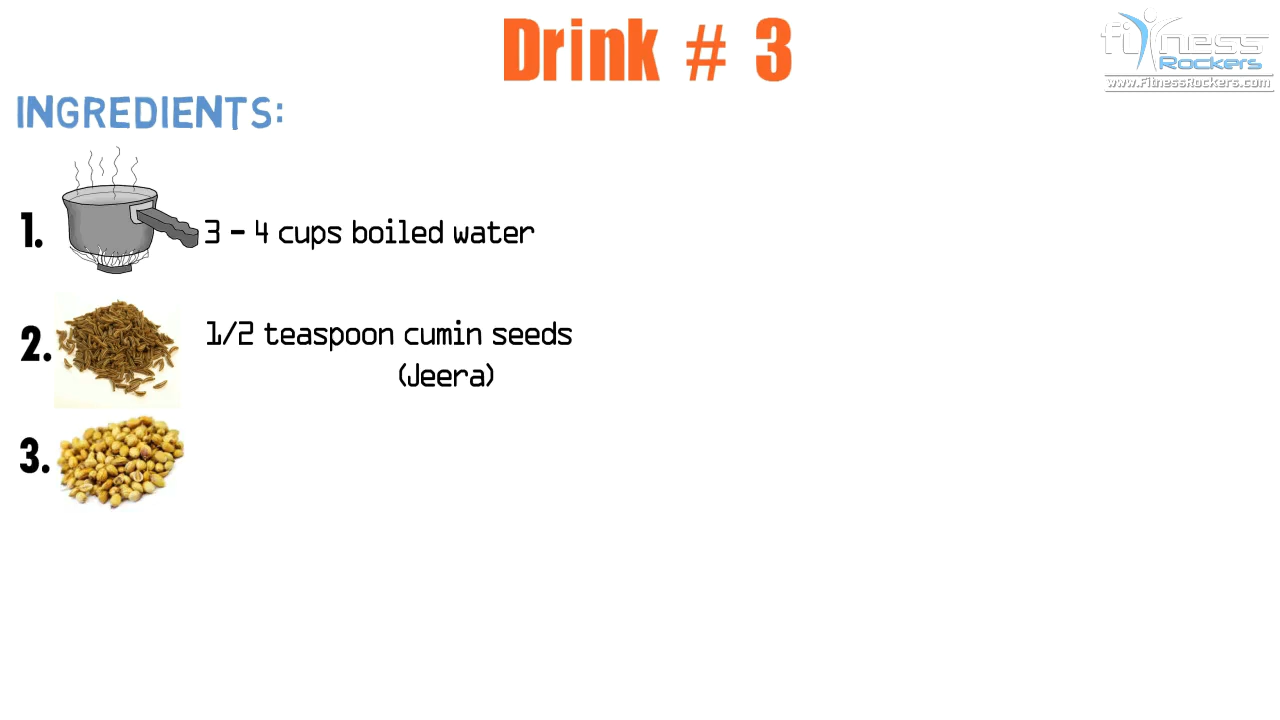 Drink # 3
fitness
Rockers
www.FitnessRockers.com
INGREDIENTS:
1. 3 - 4 cups boiled water
2. 1/2 teaspoon cumin seeds
(Jeera)
3.